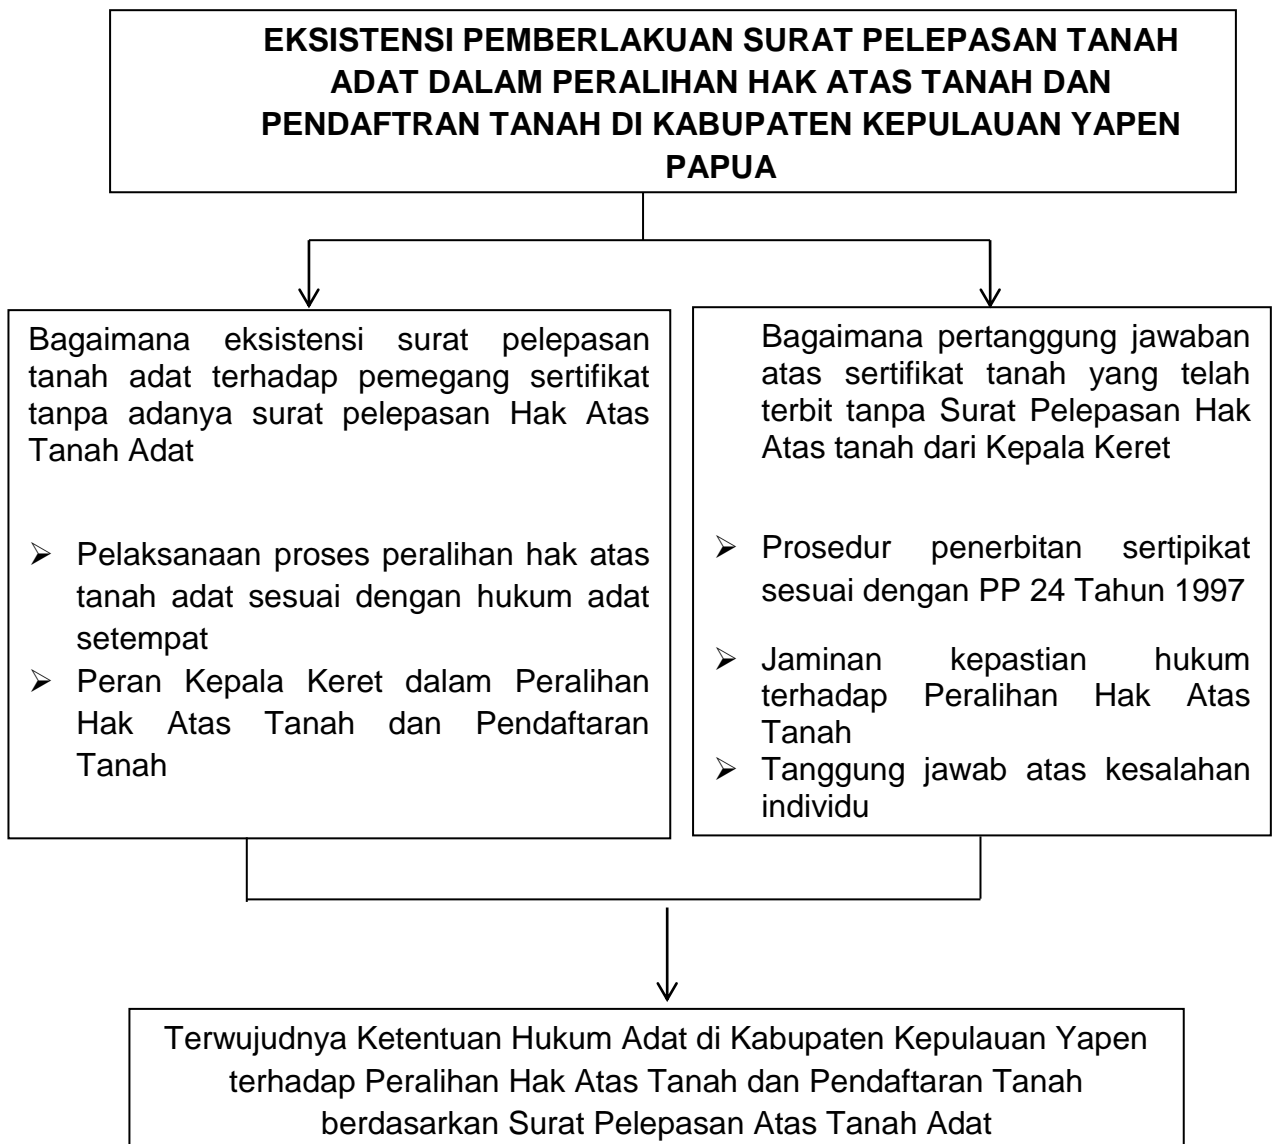 EKSISTENSI PEMBERLAKUAN SURAT PELEPASAN TANAH
ADAT DALAM PERALIHAN HAK ATAS TANAH DAN
PENDAFTRAN TANAH DI KABUPATEN KEPULAUAN YAPEN
PAPUA
Bagaimana eksistensi surat pelepasan
tanah adat terhadap pemegang sertifikat
tanpa adanya surat pelepasan Hak Atas
Tanah Adat
➢ Pelaksanaan proses peralihan hak atas
tanah adat sesuai dengan hukum adat
setempat
➢ Peran Kepala Keret dalam Peralihan
Hak Atas Tanah dan Pendaftaran
Tanah
Bagaimana pertanggung jawaban
atas sertifikat tanah yang telah
terbit tanpa Surat Pelepasan Hak
Atas tanah dari Kepala Keret
➢ Prosedur penerbitan sertipikat
sesuai dengan PP 24 Tahun 1997
➢ Jaminan kepastian hukum
terhadap Peralihan Hak Atas
Tanah
➢ Tanggung jawab atas kesalahan
individu
Terwujudnya Ketentuan Hukum Adat di Kabupaten Kepulauan Yapen
terhadap Peralihan Hak Atas Tanah dan Pendaftaran Tanah
berdasarkan Surat Pelepasan Atas Tanah Adat